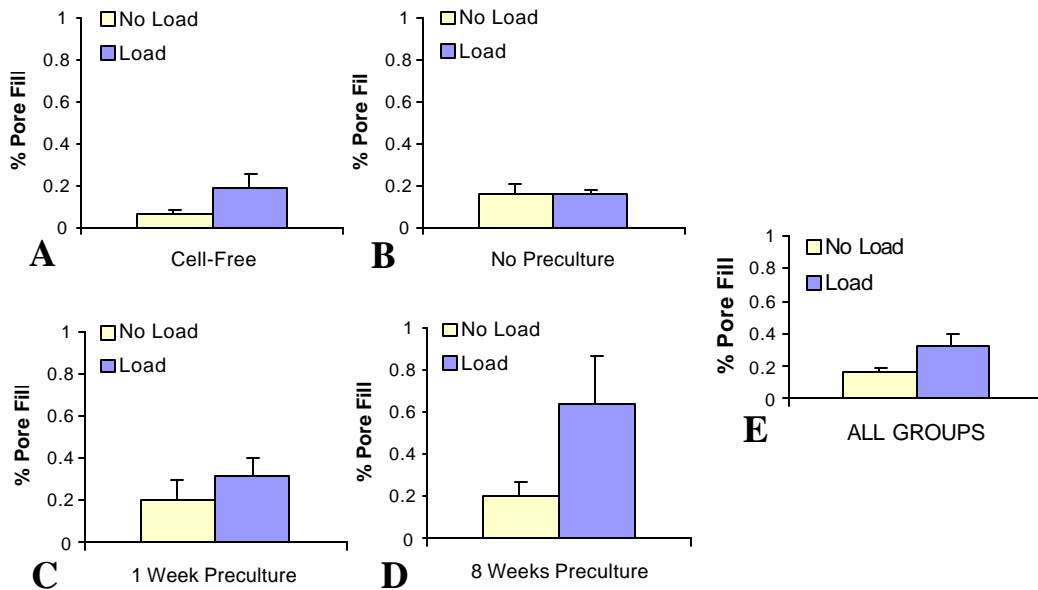 1
No Load
Load
0.8
0.6
0.4
0.2
0
% Pore Fill
Cell-Free
A
1
No Load
Load
0.8
0.6
0.4
0.2
0
% Pore Fill
No Preculture
B
1
No Load
Load
0.8
0.6
0.4
0.2
0
% Pore Fill
1 Week Preculture
C
1
No Load
Load
0.8
0.6
0.4
0.2
0
% Pore Fill
8 Weeks Preculture
D
1
No Load
Load
0.8
0.6
0.4
0.2
0
% Pore Fill
ALL GROUPS
E